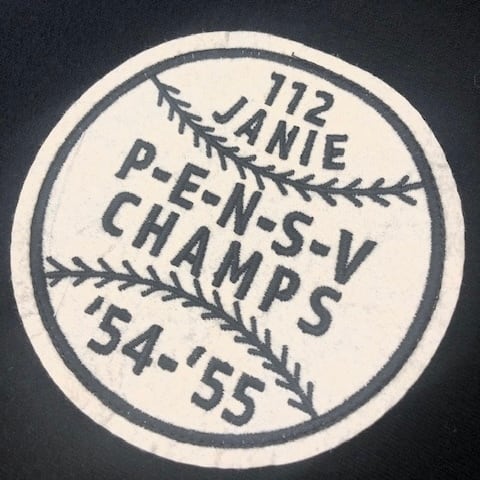 112
JANIE
P-E-N-S-V
CHAMPS
'54-'55